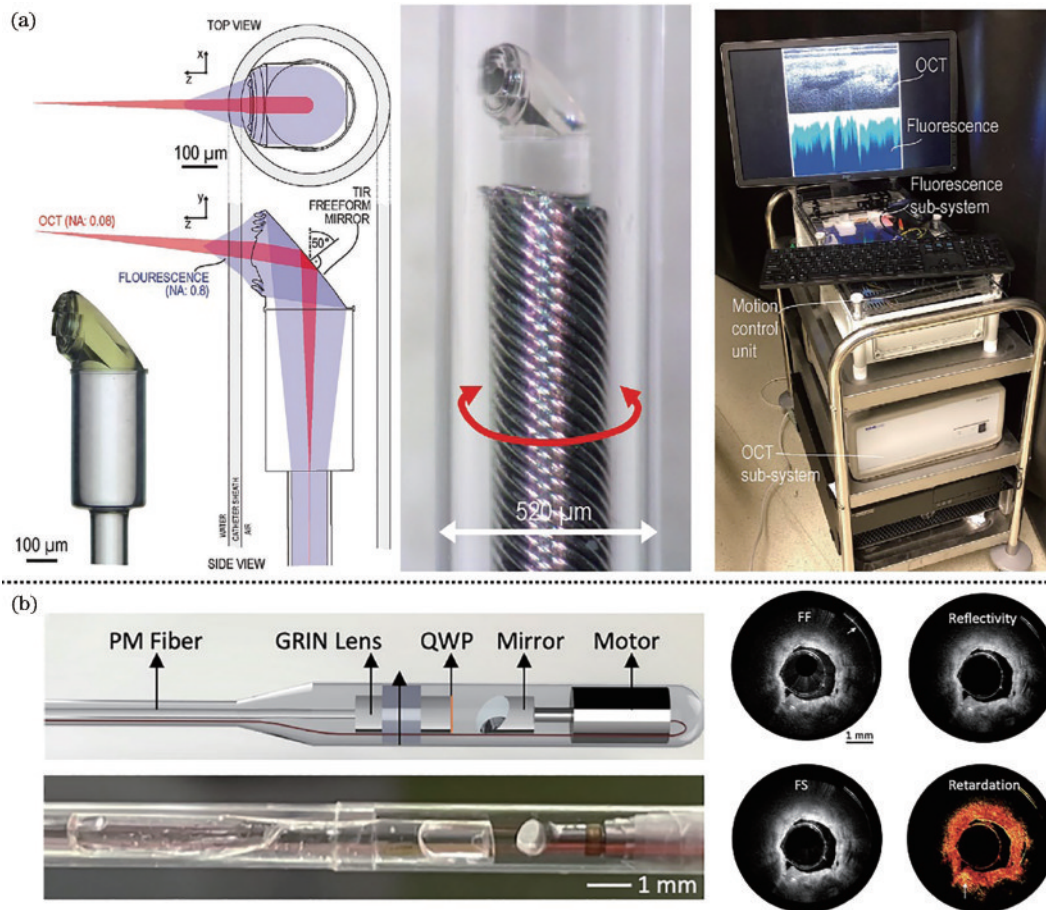 (a)
TOP VIEW
x
z
100 µm
y
z
OCT (NA: 0.08)
TIR
FREEFORM
MIRROR
50°
FLOURESCENCE
(NA: 0.8)
100 µm
WATER
CATHETER SHEATH
AIR
SIDE VIEW
520 µm
OCT
Fluorescence
Fluorescence
sub-system
Motion
control
unit
OCT
sub-system
(b)
PM Fiber
GRIN Lens
QWP
Mirror
Motor
1 mm
FF
1 mm
Reflectivity
FS
Retardation